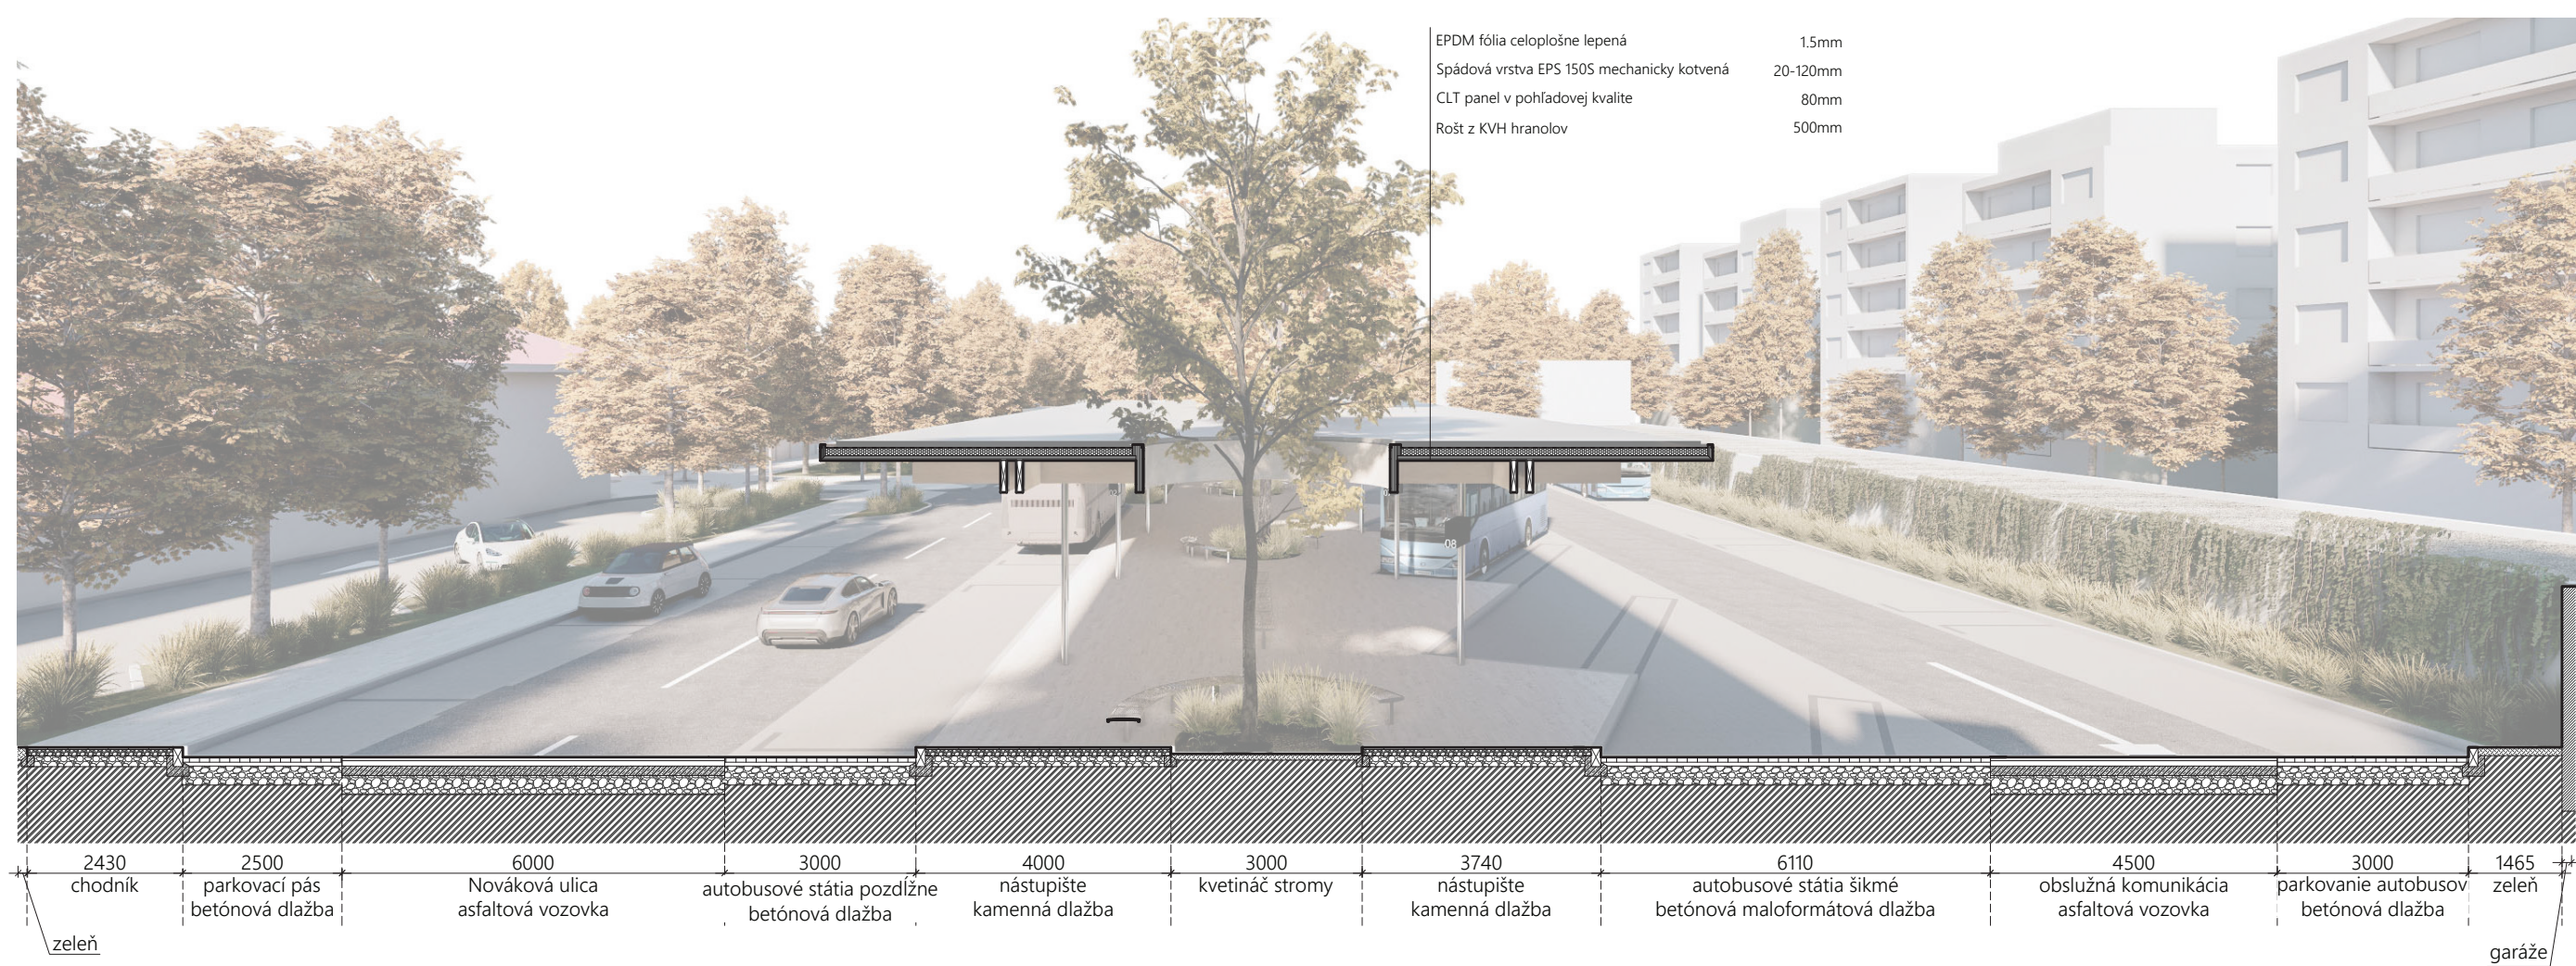 EPDM fólia celoplošne lepená 1.5mm
Spádová vrstva EPS 150S mechanicky kotvená 20-120mm
CLT panel v pohľadovej kvalite 80mm
Rošt z KVH hranolov 500mm
08
2430 2500 6000 3000 4000 3000 3740 6110 4500 3000 1465
chodník
parkovací pás
betónová dlažba
Nováková ulica
asfaltová vozovka
autobusové státia pozdĺžne
betónová dlažba
nástupište
kamenná dlažba
kvetináč stromy
nástupište
kamenná dlažba
autobusové státia šikmé
betónová maloformátová dlažba
obslužná komunikácia
asfaltová vozovka
parkovanie autobusov
betónová dlažba
zeleň
zeleň
garáže